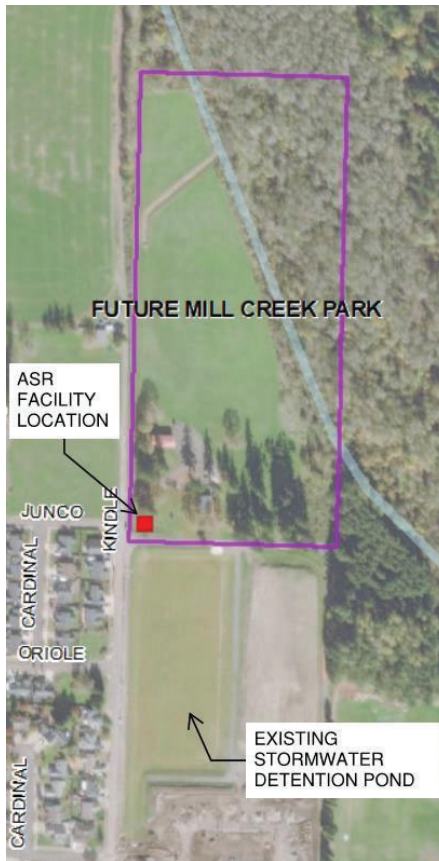 FUTURE MILL CREEK PARK
ASR
FACILITY
LOCATION
JUNCO
KINDLE
CARDINAL
ORIOLE
EXISTING
STORMWATER
DETENTION POND
CARDINAL